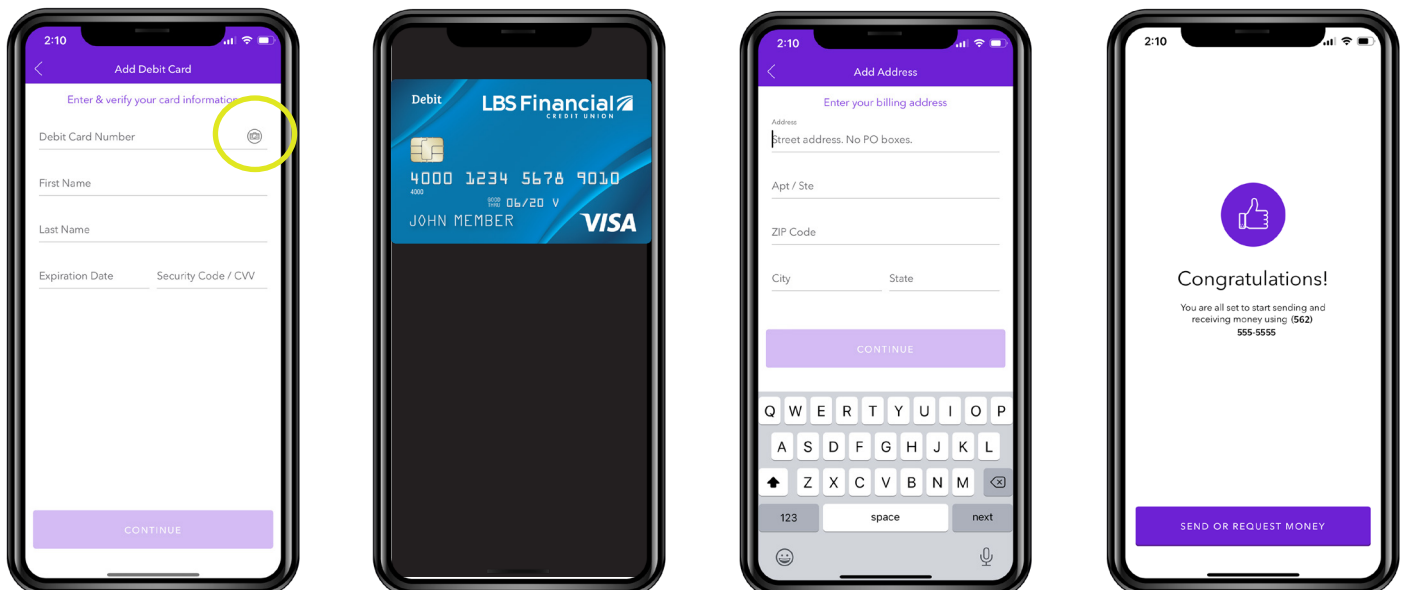 2:10
Add Debit Card
Enter & verify your card information
Debit Card Number
First Name
Last Name
Expiration Date Security Code / CVV
CONTINUE
Debit LBS Financial
CREDIT UNION
4000 1234 5678 9010
4000
GOOD THRU 06/20 V
JOHN MEMBER VISA
2:10
Add Address
Enter your billing address
Address
Street address. No PO boxes.
Apt / Ste
ZIP Code
City State
CONTINUE
Q W E R T Y U I O P
A S D F G H J K L
Z X C V B N M
123 space next
2:10
Congratulations!
You are all set to start sending and
receiving money using (562)
555-5555
SEND OR REQUEST MONEY